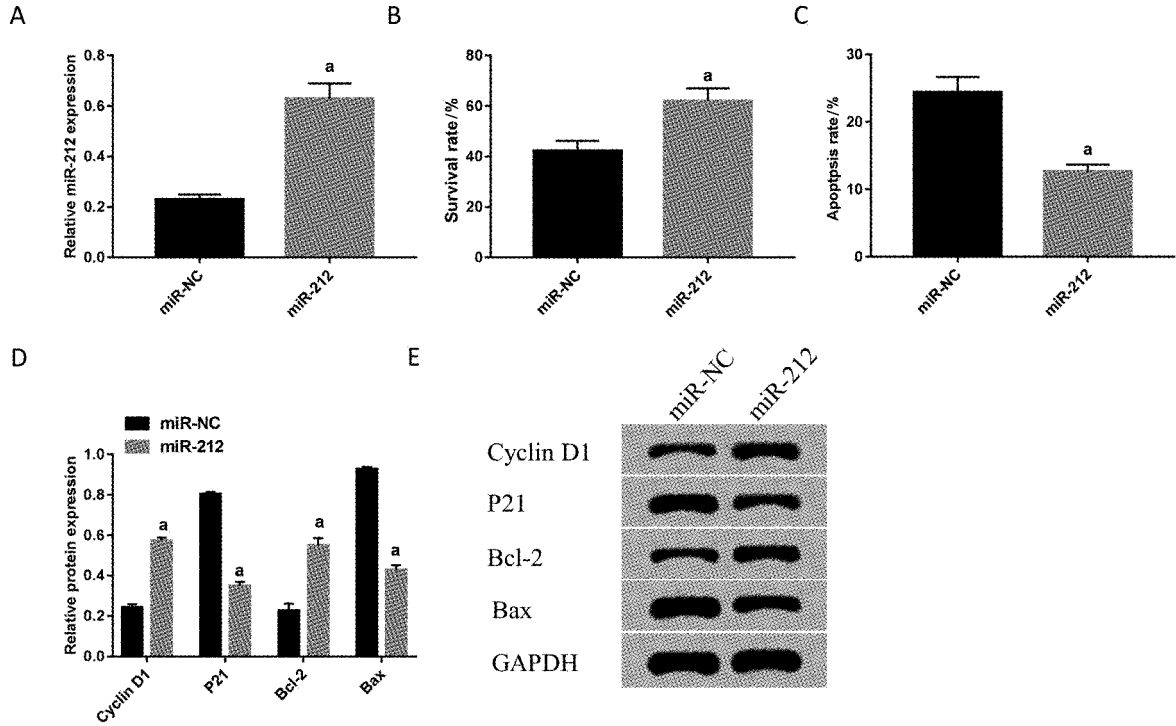 A
Relative miR-212 expression
0.8
0.6
0.4
0.2
0.0
a
miR-NC
miR-212
B
Survival rate/%
80
60
40
20
0
a
miR-NC
miR-212
C
Apoptpsis rate/%
30
20
10
0
a
miR-NC
miR-212
D
miR-NC
miR-212
Relative protein expression
1.0
0.8
0.6
0.4
0.2
0.0
a
a
a
a
Cyclin D1
P21
Bcl-2
Bax
E
miR-NC
miR-212
Cyclin D1
P21
Bcl-2
Bax
GAPDH